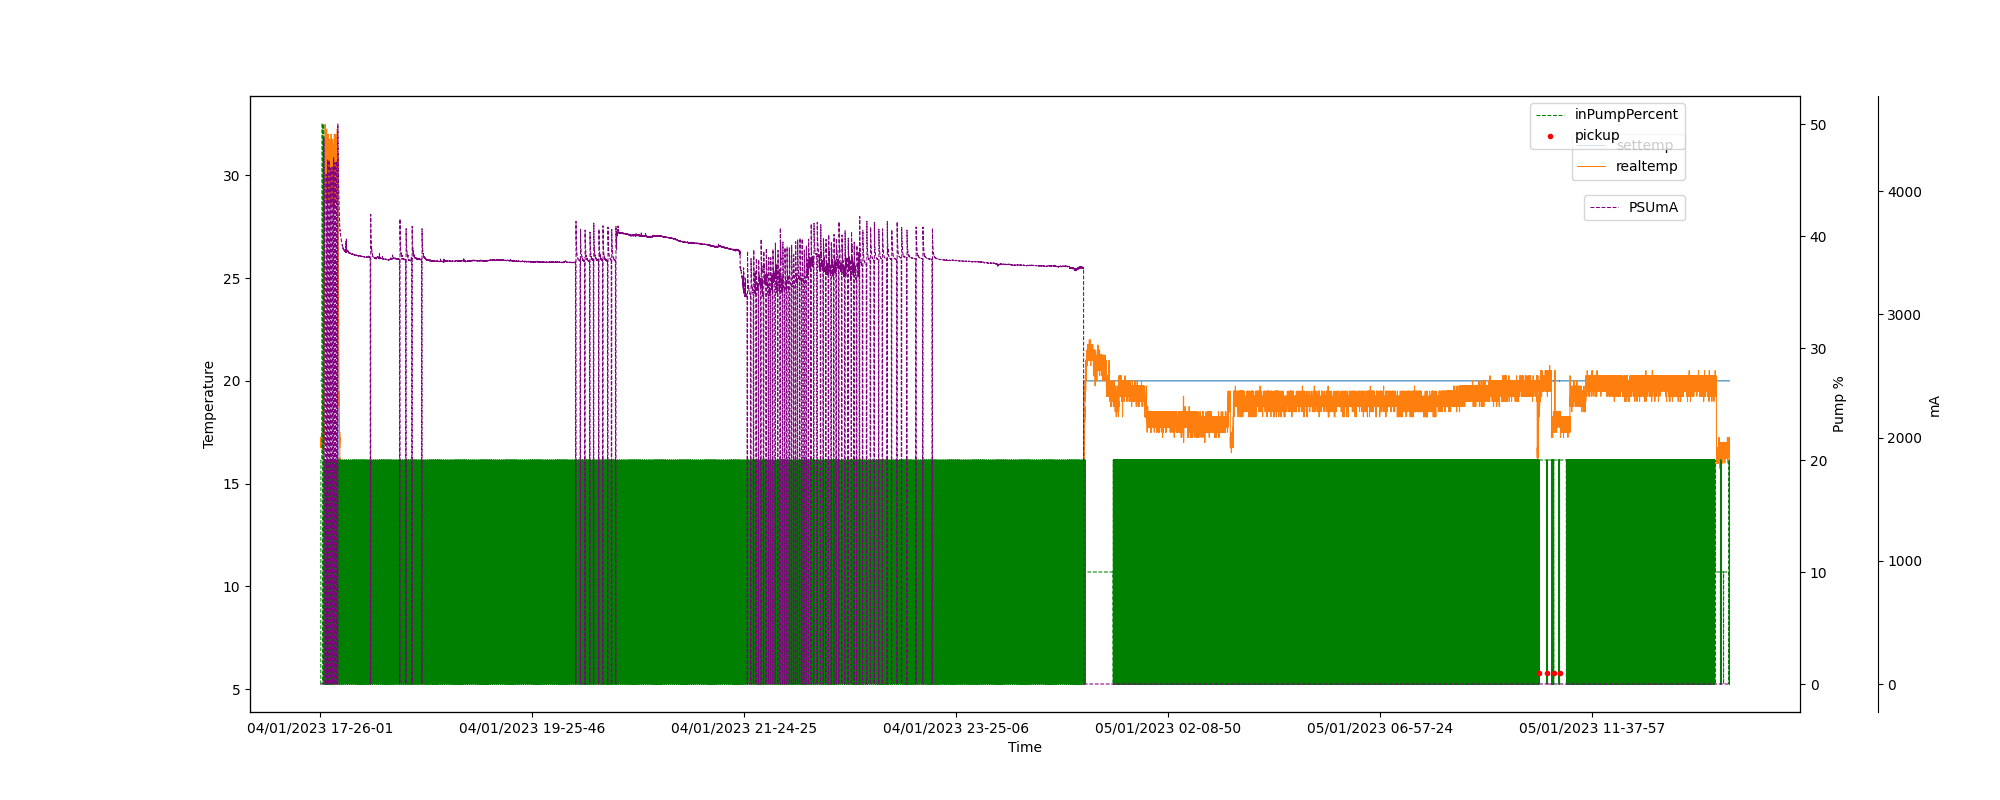 inPumpPercent
pickup
settemp
realtemp
PSUmA
Temperature
30
25
20
15
10
5
50
40
30
20
10
0
Pump %
4000
3000
2000
1000
0
mA
04/01/2023 17-26-01
04/01/2023 19-25-46
04/01/2023 21-24-25
04/01/2023 23-25-06
05/01/2023 02-08-50
05/01/2023 06-57-24
05/01/2023 11-37-57
Time